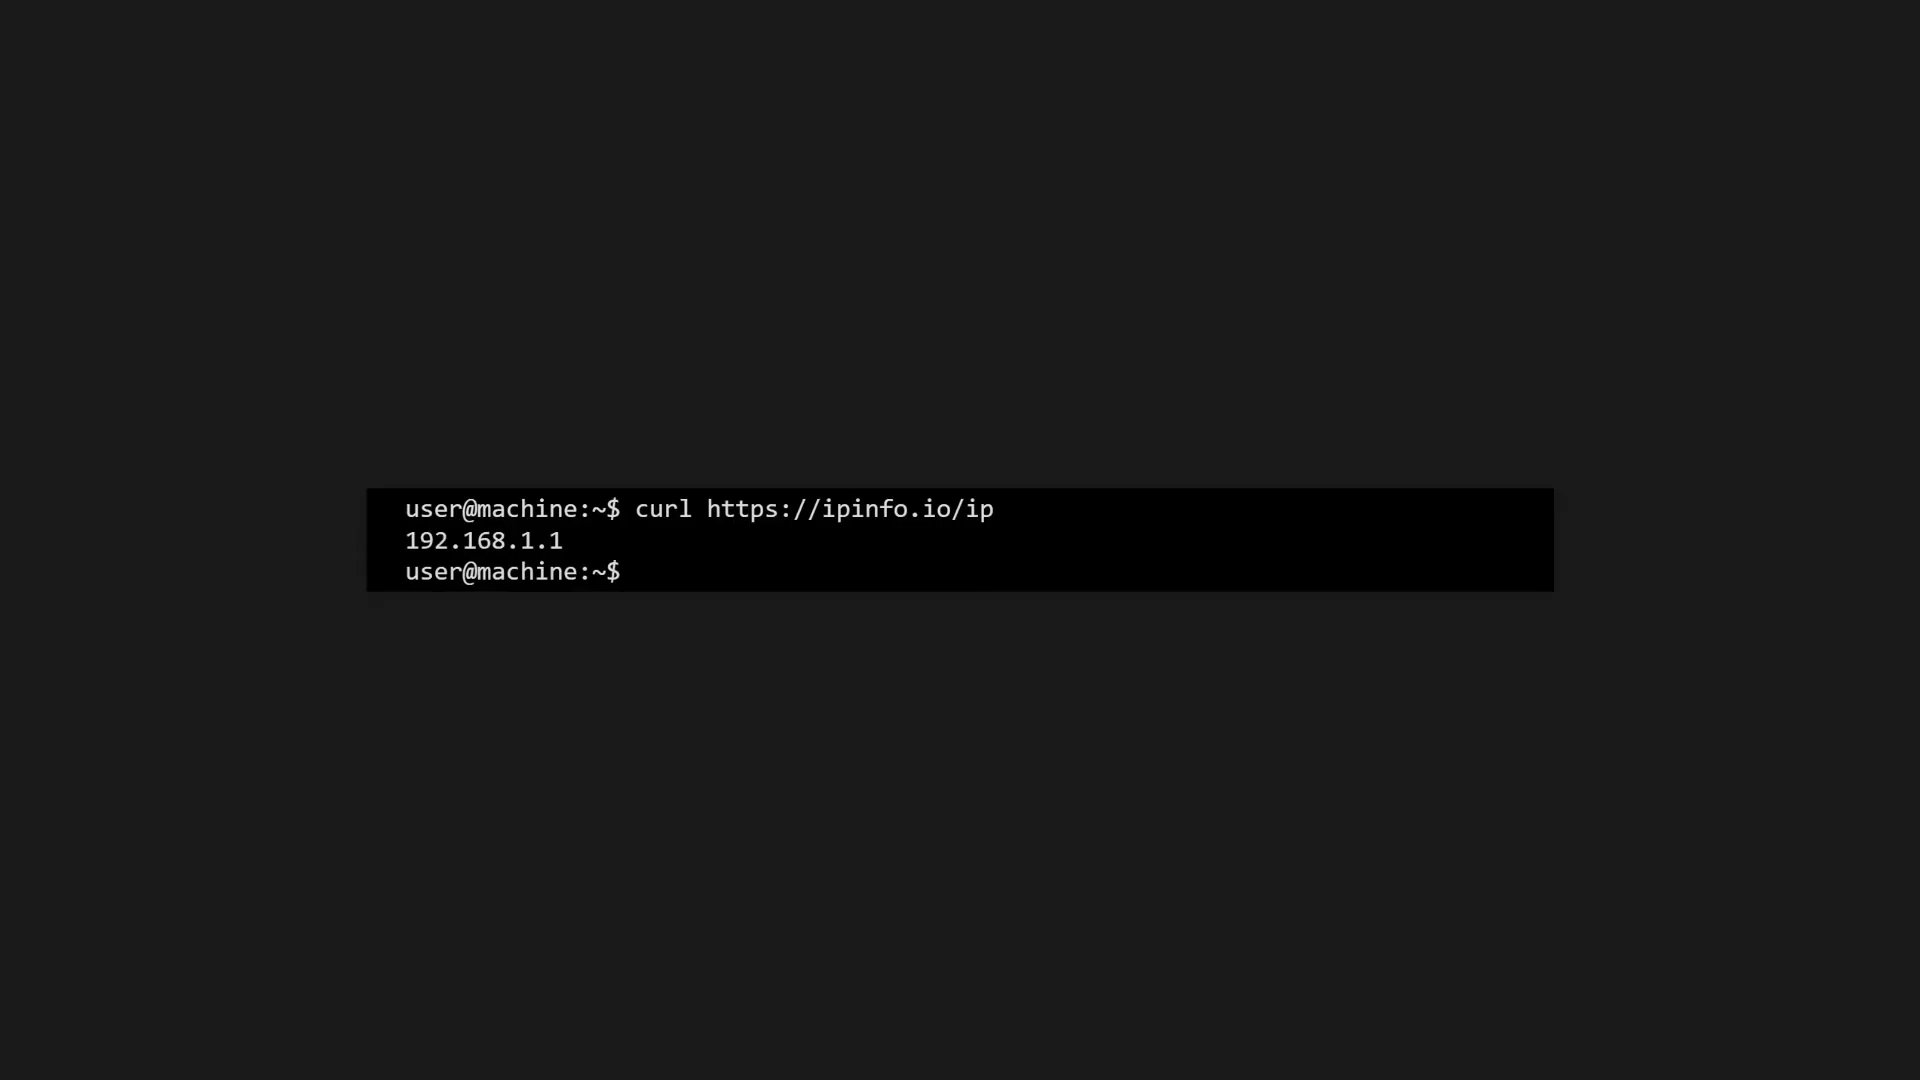 user@machine:~$ curl https://ipinfo.io/ip
192.168.1.1
user@machine:~$